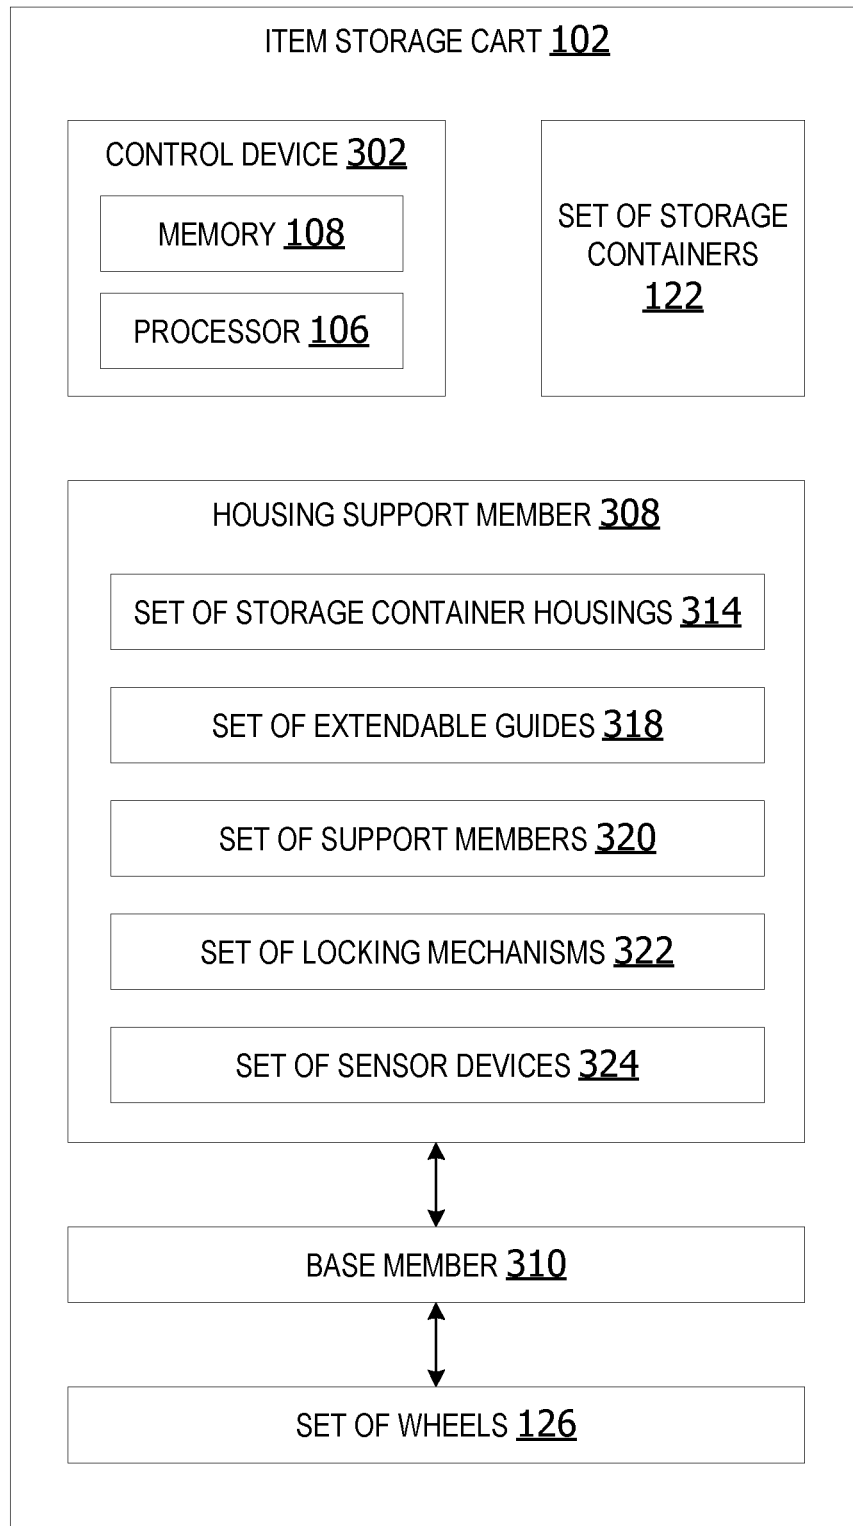 ITEM STORAGE CART 102
CONTROL DEVICE 302
MEMORY 108
PROCESSOR 106
SET OF STORAGE
CONTAINERS
122
HOUSING SUPPORT MEMBER 308
SET OF STORAGE CONTAINER HOUSINGS 314
SET OF EXTENDABLE GUIDES 318
SET OF SUPPORT MEMBERS 320
SET OF LOCKING MECHANISMS 322
SET OF SENSOR DEVICES 324
BASE MEMBER 310
SET OF WHEELS 126